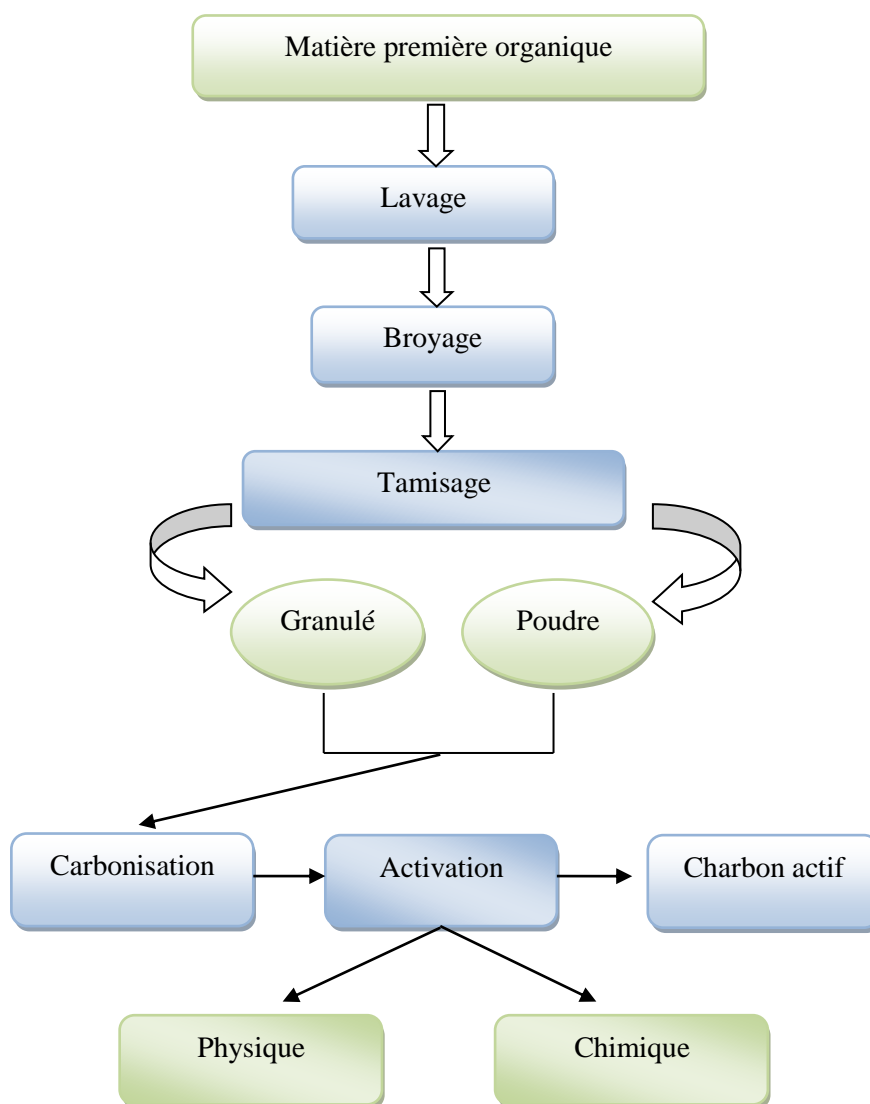 Matière première organique
Lavage
Broyage
Tamisage
Granulé
Poudre
Carbonisation
Activation
Charbon actif
Physique
Chimique